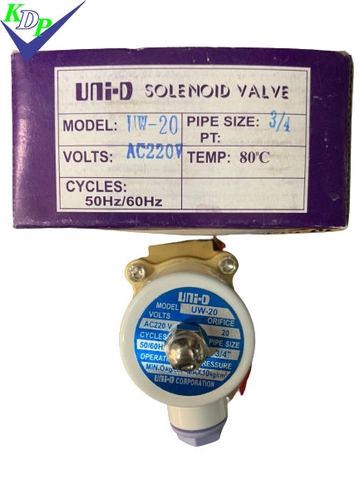 KDP
UNI-D SOLENOID VALVE
MODEL: UW-20
PIPE SIZE: 3/4
PT:
VOLTS: AC220V
TEMP: 80°C
CYCLES:
50Hz/60Hz
UNI-D
MODEL UW-20
VOLTS ORIFICE
AC220 V 20
CYCLES PIPE SIZE
50/60H 3/4"
UNI-D CORPORATION